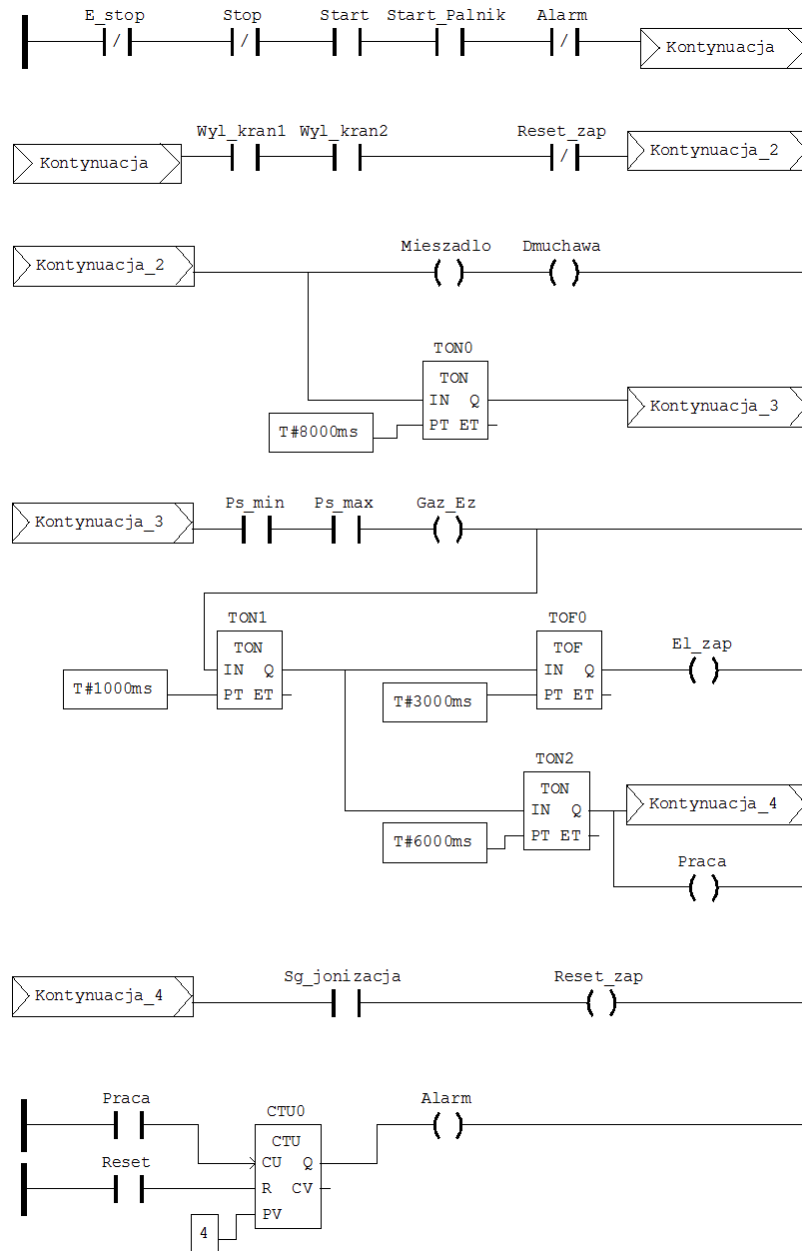 E_stop Stop Start Start_Palnik Alarm
/ / / Kontynuacja
Wyl_kran1 Wyl_kran2 Reset_zap
Kontynuacja / Kontynuacja_2
Mieszadlo Dmuchawa
Kontynuacja_2
TON0
TON
IN Q Kontynuacja_3
T#8000ms PT ET
Ps_min Ps_max Gaz_Ez
Kontynuacja_3
TON1 TOF0
TON TOF El_zap
IN Q IN Q
T#1000ms PT ET T#3000ms PT ET
TON2
TON
IN Q Kontynuacja_4
T#6000ms PT ET
Praca
Sg_jonizacja Reset_zap
Kontynuacja_4
Praca CTU0 Alarm
CTU
Reset CU Q
R CV
4 PV